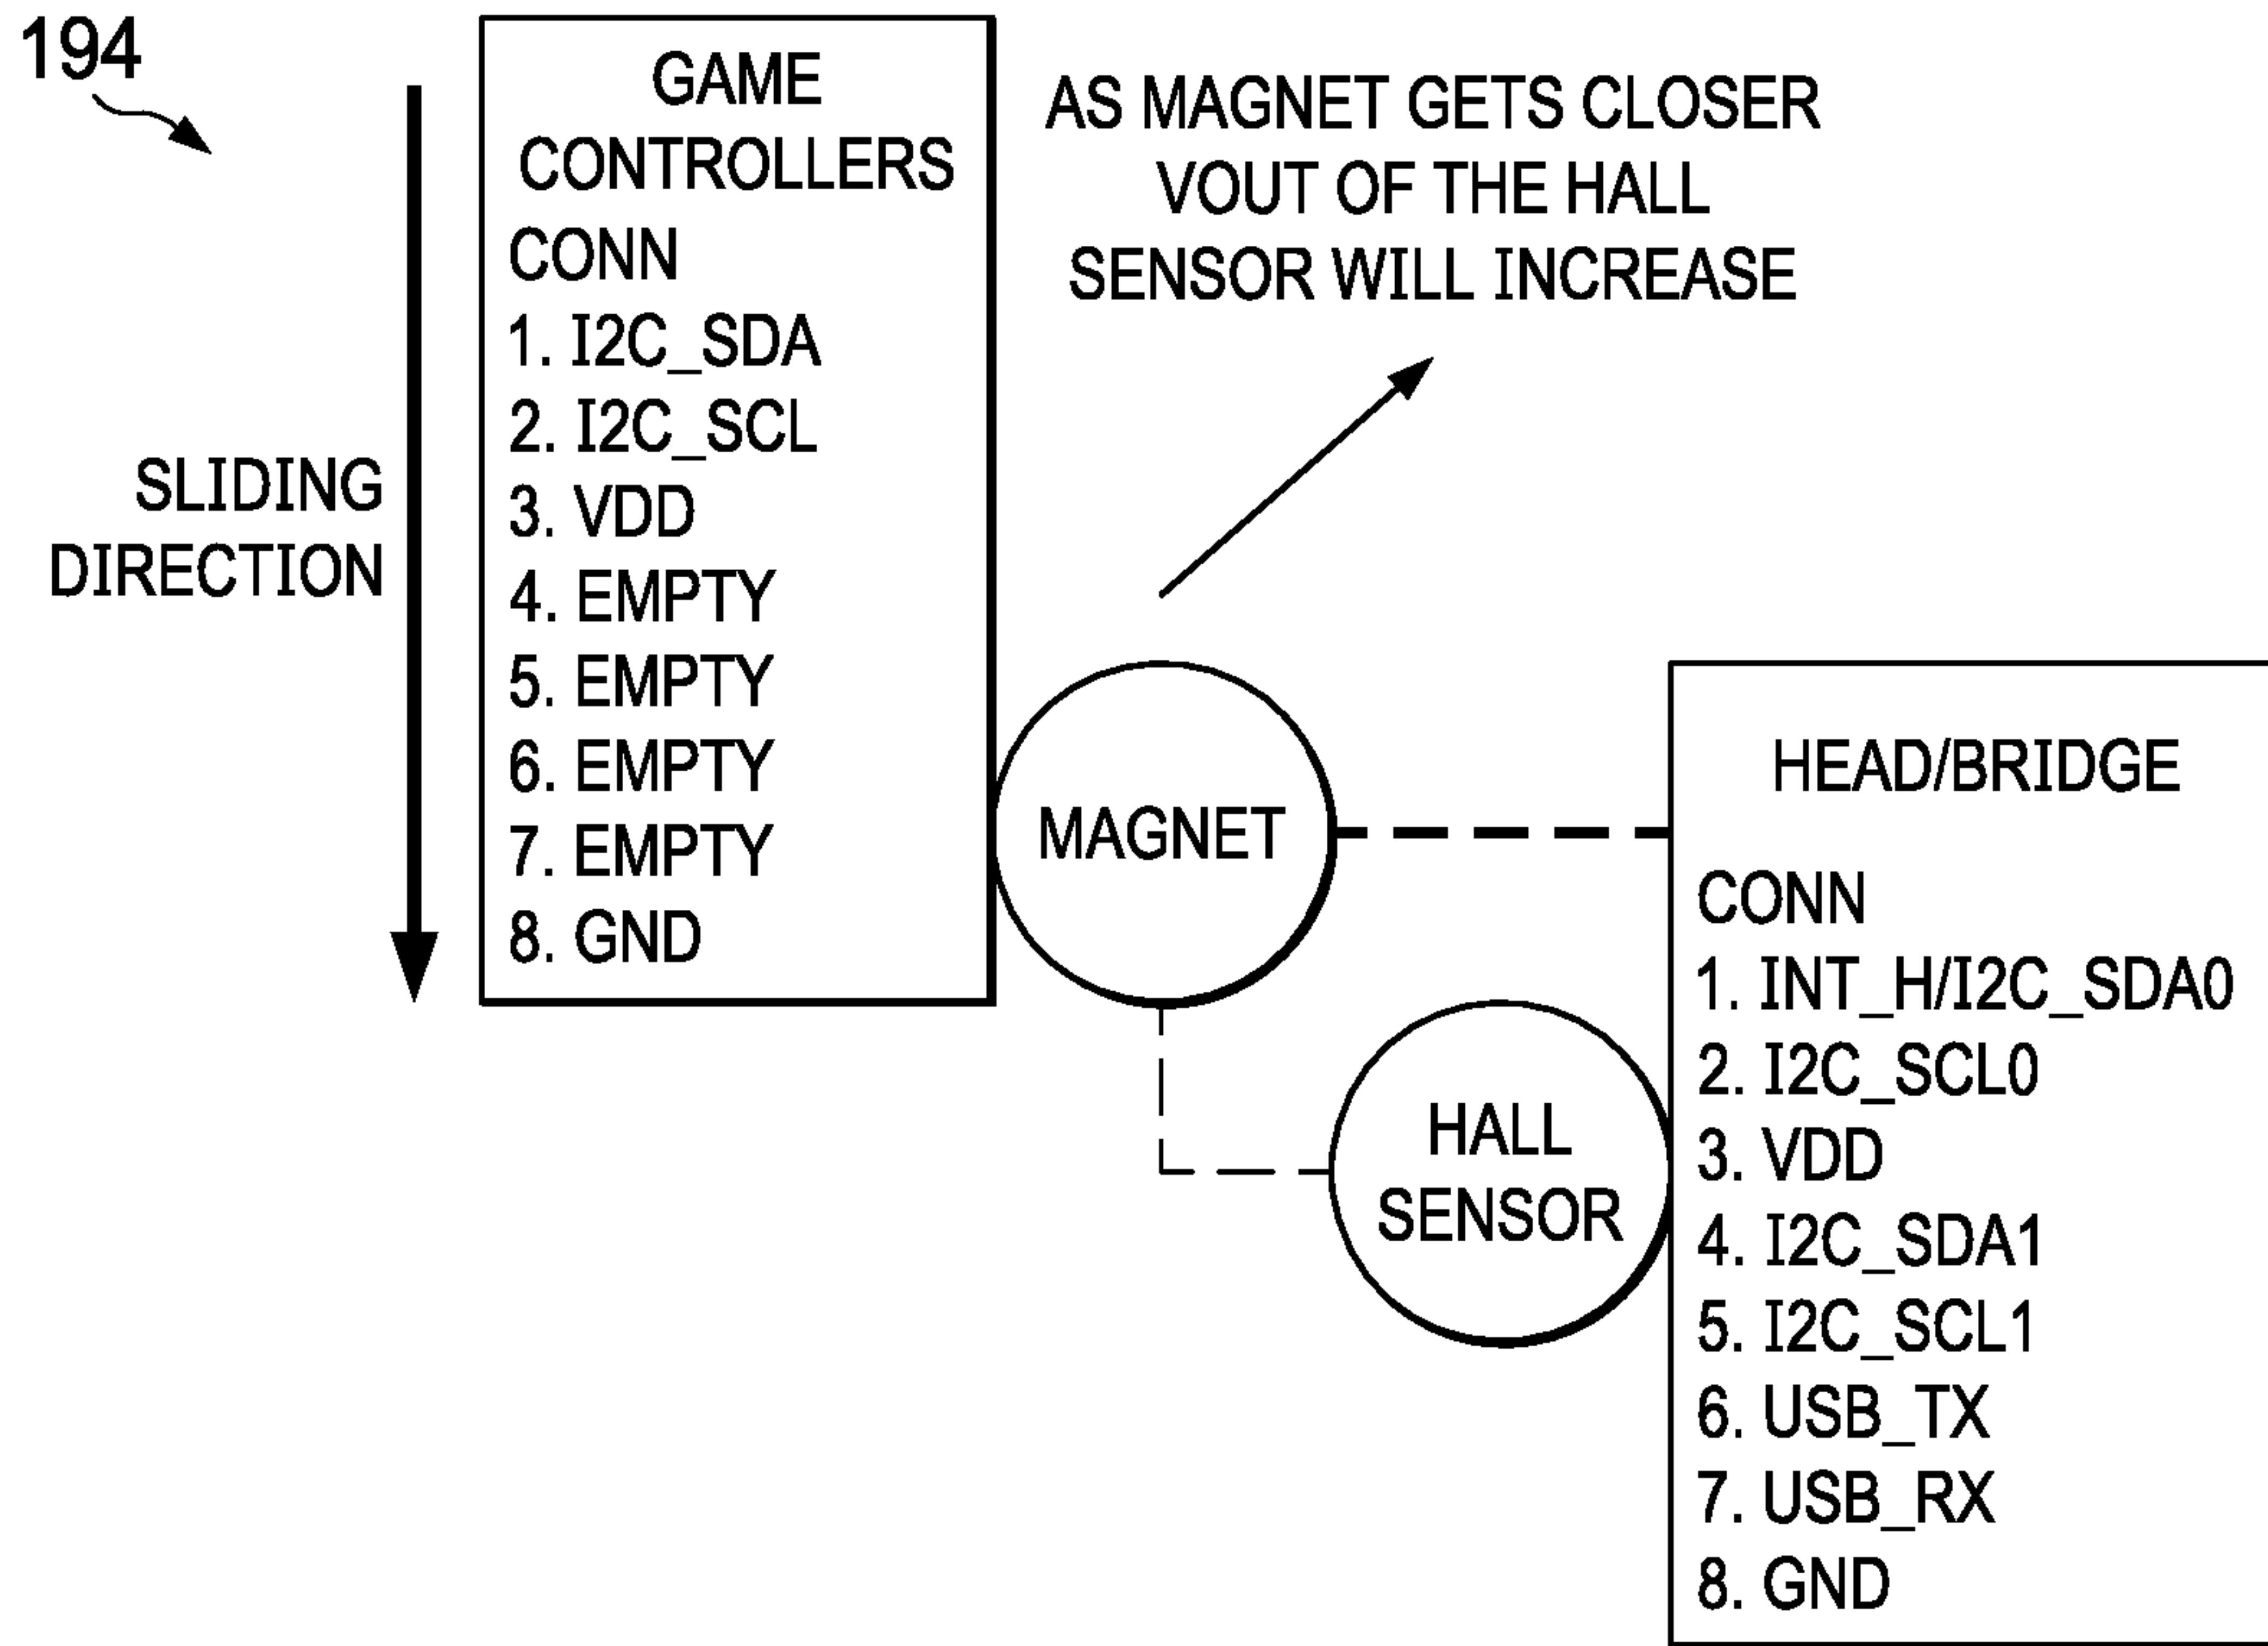 194
SLIDING
DIRECTION
GAME
CONTROLLERS
CONN
1. I2C_SDA
2. I2C_SCL
3. VDD
4. EMPTY
5. EMPTY
6. EMPTY
7. EMPTY
8. GND
AS MAGNET GETS CLOSER
VOUT OF THE HALL
SENSOR WILL INCREASE
MAGNET
HALL
SENSOR
HEAD/BRIDGE
CONN
1. INT_H/I2C_SDA0
2. I2C_SCL0
3. VDD
4. I2C_SDA1
5. I2C_SCL1
6. USB_TX
7. USB_RX
8. GND